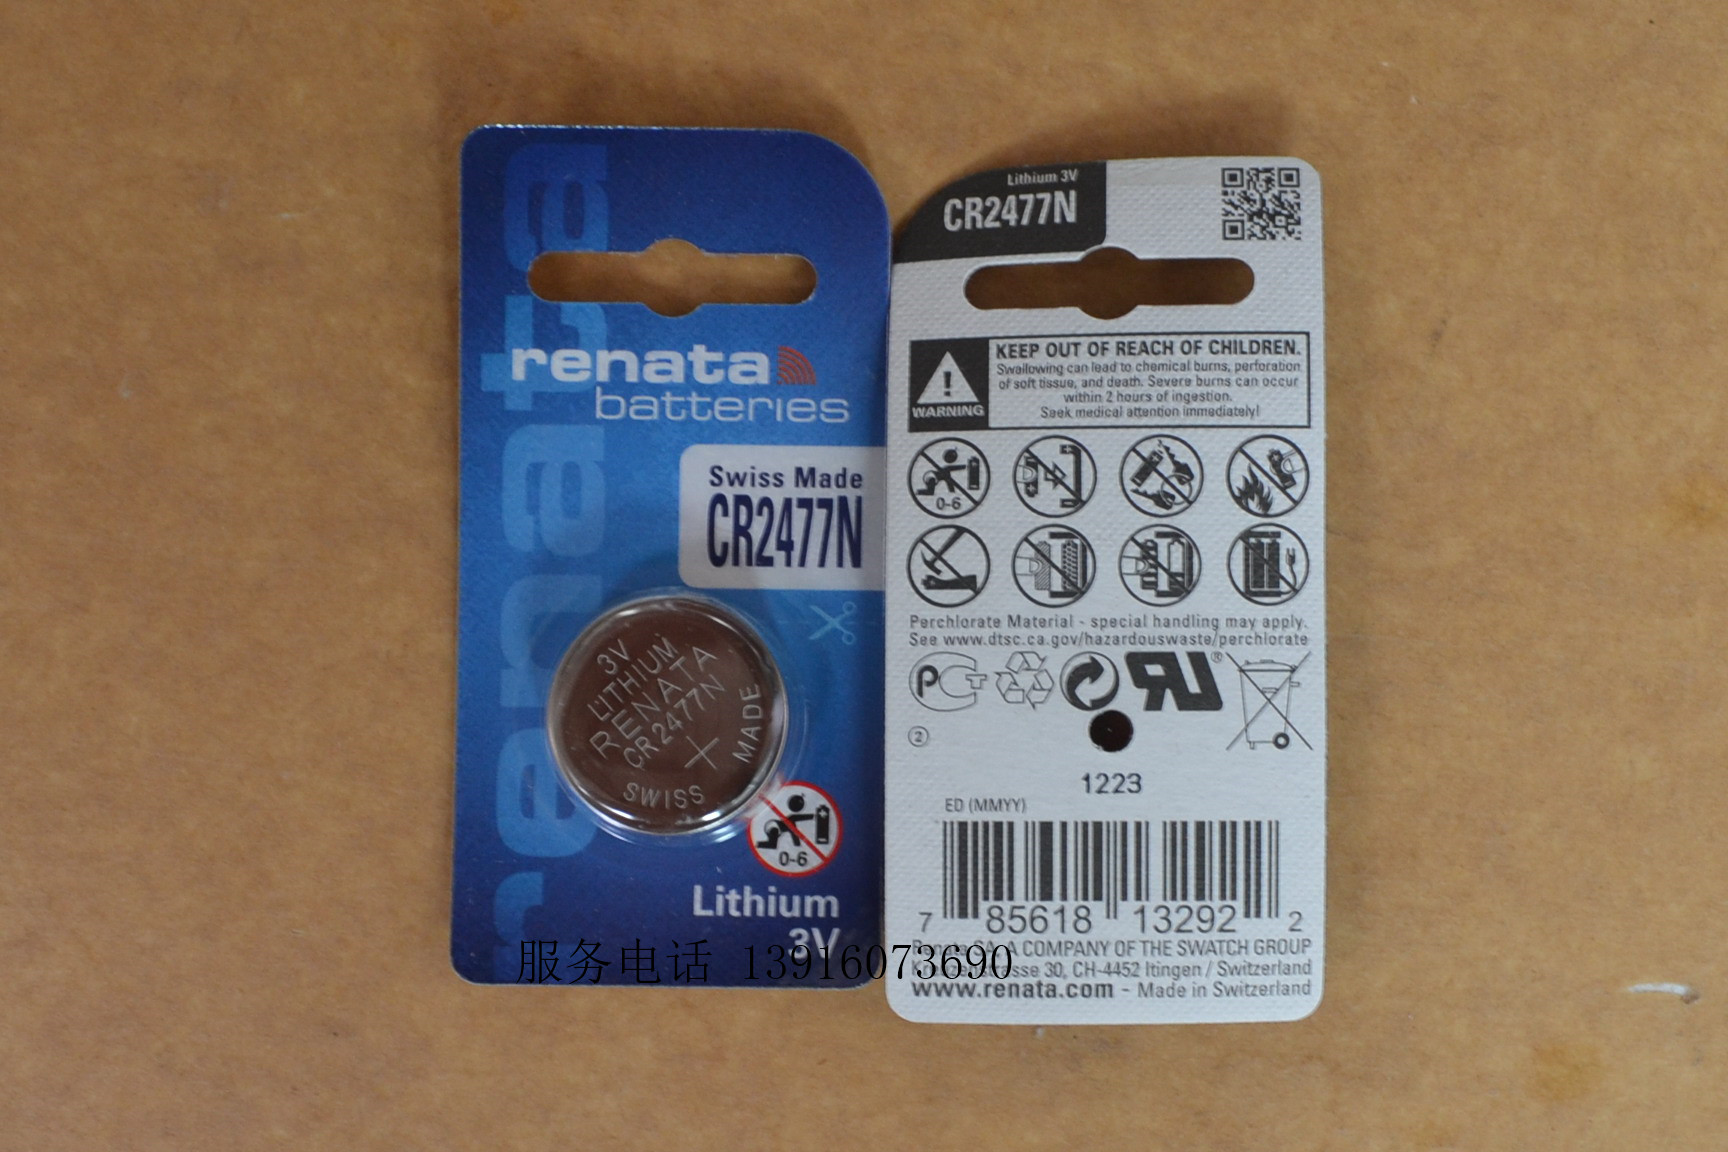 renata
renata
batteries
Swiss Made
CR2477N
3V
LITHIUM
RENATA
CR2477N
+
SWISS MADE
0-6
Lithium
3V
Lithium 3V
CR2477N
WARNING
KEEP OUT OF REACH OF CHILDREN.
Swallowing can lead to chemical burns, perforation
of soft tissue, and death. Severe burns can occur
within 2 hours of ingestion.
Seek medical attention immediately!
0-6
Perchlorate Material - special handling may apply.
See www.dtsc.ca.gov/hazardouswaste/perchlorate
®
2
1223
ED (MMYY)
7 85618 13292 2
Renata SA, A COMPANY OF THE SWATCH GROUP
Kreuzenstrasse 30, CH-4452 Itingen / Switzerland
www.renata.com - Made in Switzerland
服务电话 13916073690